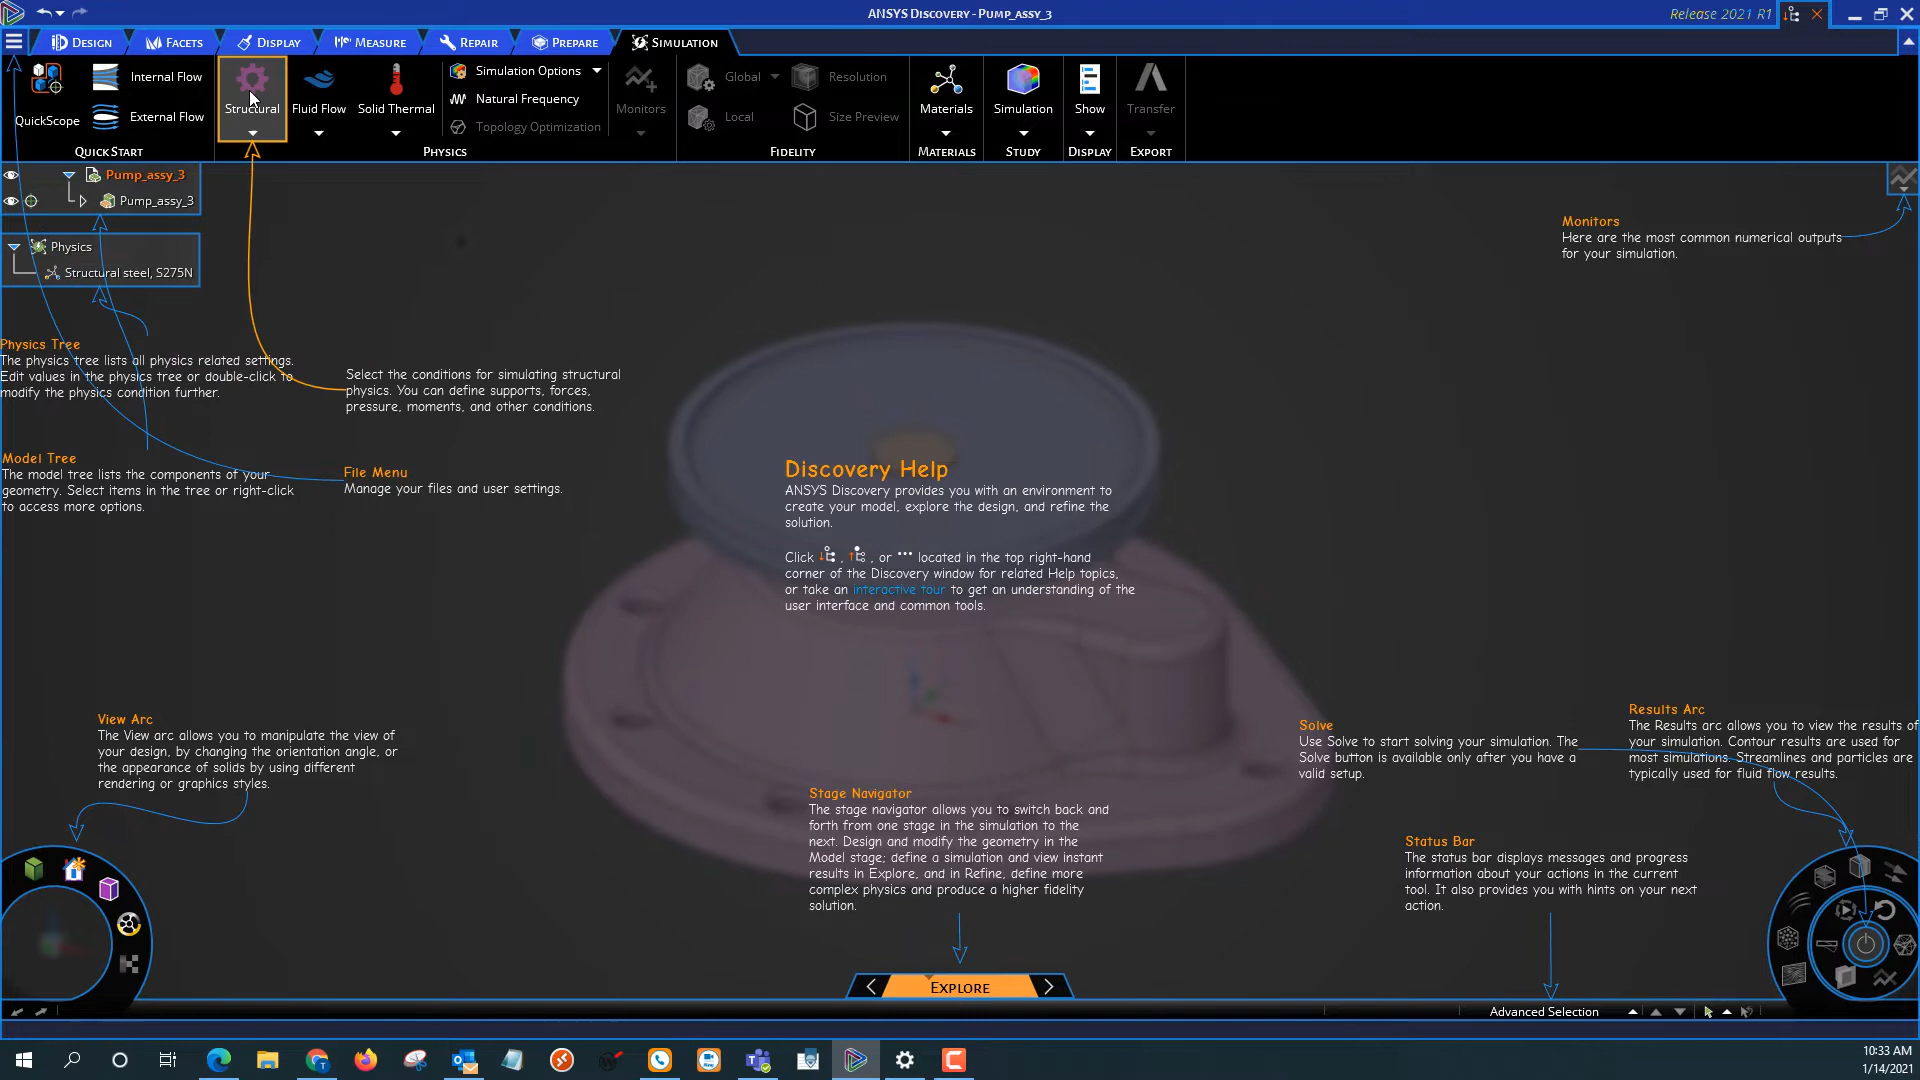 ANSYS Discovery - Pump_assy_3
Release 2021 R1
Design
Facets
Display
Measure
Repair
Prepare
Simulation
QuickScope
Internal Flow
External Flow
Quick Start
Structural
Fluid Flow
Solid Thermal
Simulation Options
Natural Frequency
Topology Optimization
Physics
Monitors
Global
Local
Resolution
Size Preview
Fidelity
Materials
Materials
Simulation
Study
Show
Display
Transfer
Export
Pump_assy_3
Pump_assy_3
Physics
Structural steel, S275N
Monitors
Here are the most common numerical outputs
for your simulation.
Physics Tree
The physics tree lists all physics related settings.
Edit values in the physics tree or double-click to
modify the physics condition further.
Select the conditions for simulating structural
physics. You can define supports, forces,
pressure, moments, and other conditions.
Model Tree
The model tree lists the components of your
geometry. Select items in the tree or right-click
to access more options.
File Menu
Manage your files and user settings.
Discovery Help
ANSYS Discovery provides you with an environment to
create your model, explore the design, and refine the
solution.
Click , , or ••• located in the top right-hand
corner of the Discovery window for related Help topics,
or take an interactive tour to get an understanding of the
user interface and common tools.
View Arc
The View arc allows you to manipulate the view of
your design, by changing the orientation angle, or
the appearance of solids by using different
rendering or graphics styles.
Stage Navigator
The stage navigator allows you to switch back and
forth from one stage in the simulation to the
next. Design and modify the geometry in the
Model stage; define a simulation and view instant
results in Explore, and in Refine, define more
complex physics and produce a higher fidelity
solution.
Solve
Use Solve to start solving your simulation. The
Solve button is available only after you have a
valid setup.
Results Arc
The Results arc allows you to view the results of
your simulation. Contour results are used for
most simulations. Streamlines and particles are
typically used for fluid flow results.
Status Bar
The status bar displays messages and progress
information about your actions in the current
tool. It also provides you with hints on your next
action.
Explore
Advanced Selection
10:33 AM
1/14/2021